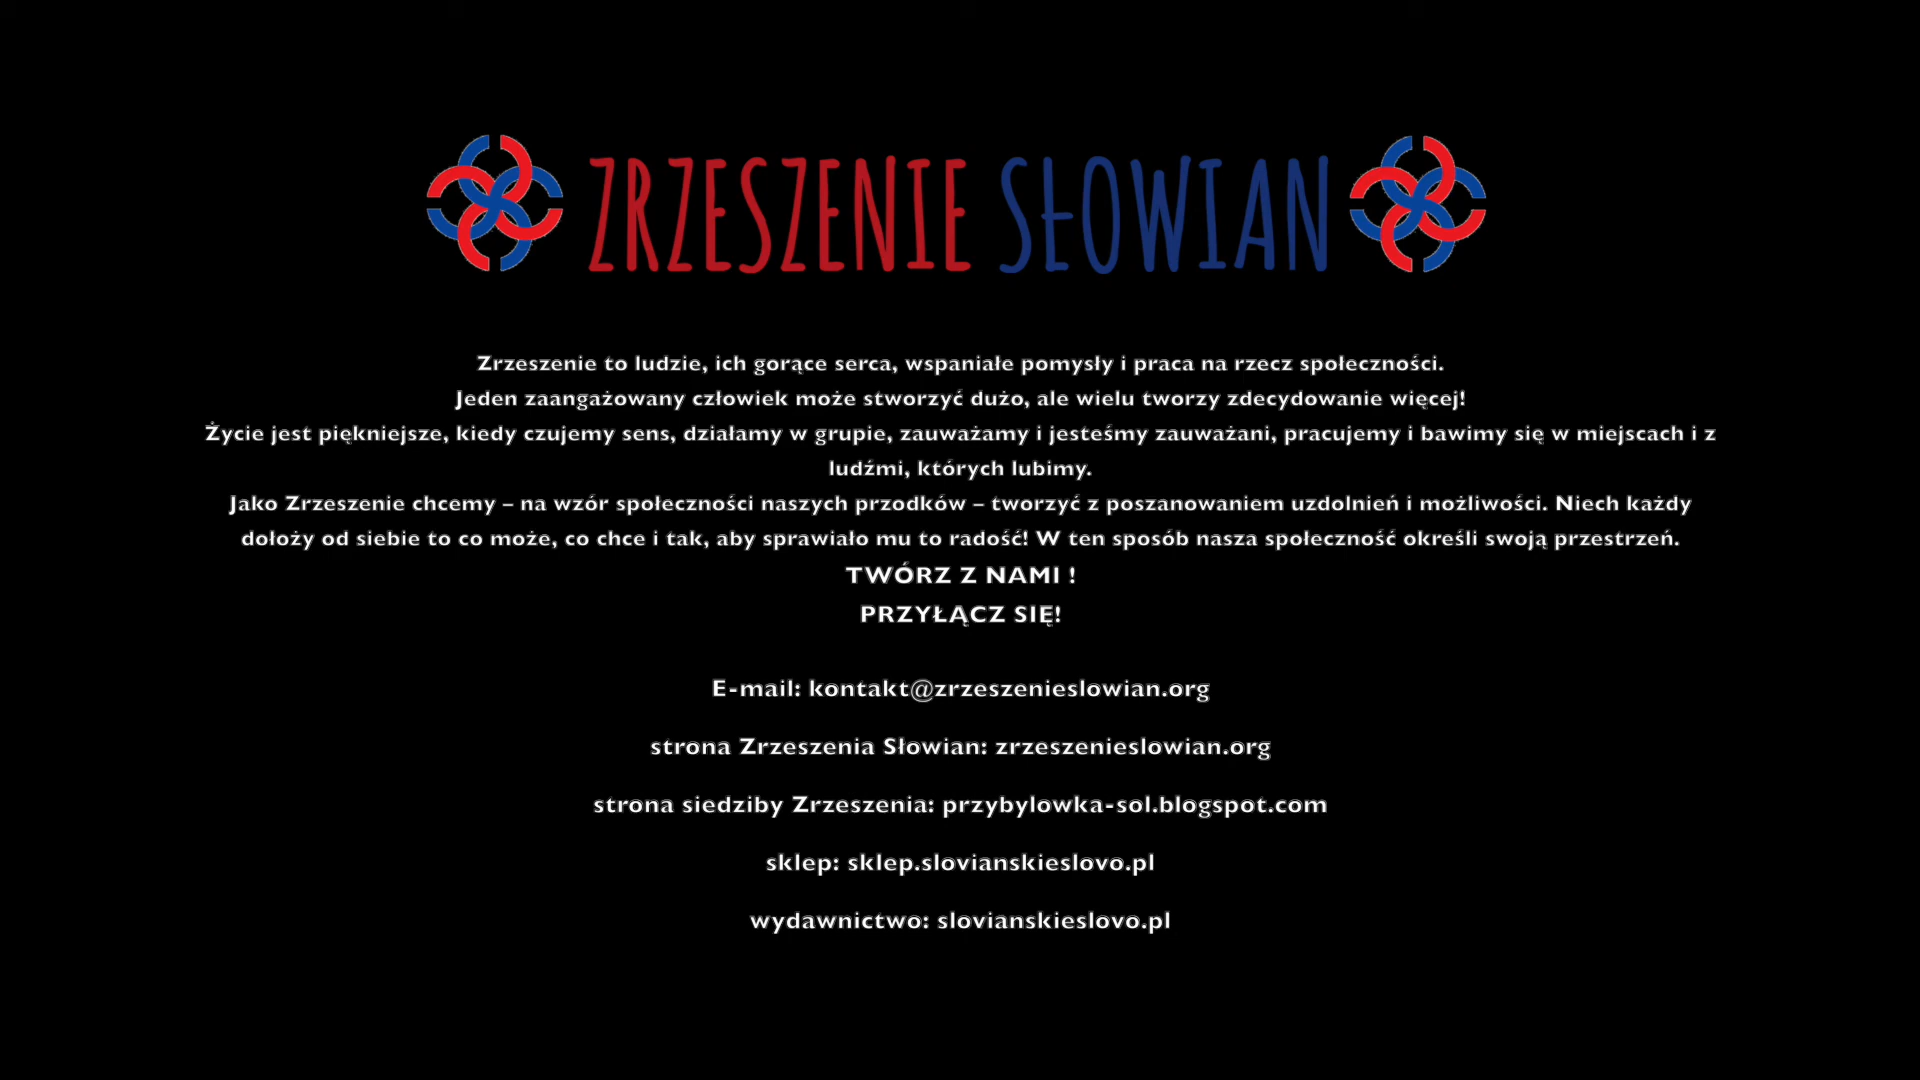 ZRZESZENIE SŁOWIAN
Zrzeszenie to ludzie, ich gorące serca, wspaniałe pomysły i praca na rzecz społeczności.
Jeden zaangażowany człowiek może stworzyć dużo, ale wielu tworzy zdecydowanie więcej!
Życie jest piękniejsze, kiedy czujemy sens, działamy w grupie, zauważamy i jesteśmy zauważani, pracujemy i bawimy się w miejscach i z
ludźmi, których lubimy.
Jako Zrzeszenie chcemy – na wzór społeczności naszych przodków – tworzyć z poszanowaniem uzdolnień i możliwości. Niech każdy
dołoży od siebie to co może, co chce i tak, aby sprawiało mu to radość! W ten sposób nasza społeczność określi swoją przestrzeń.
TWÓRZ Z NAMI !
PRZYŁĄCZ SIĘ!
E-mail: kontakt@zrzeszenieslowian.org
strona Zrzeszenia Słowian: zrzeszenieslowian.org
strona siedziby Zrzeszenia: przybylowka-sol.blogspot.com
sklep: sklep.slovianskieslovo.pl
wydawnictwo: slovianskieslovo.pl